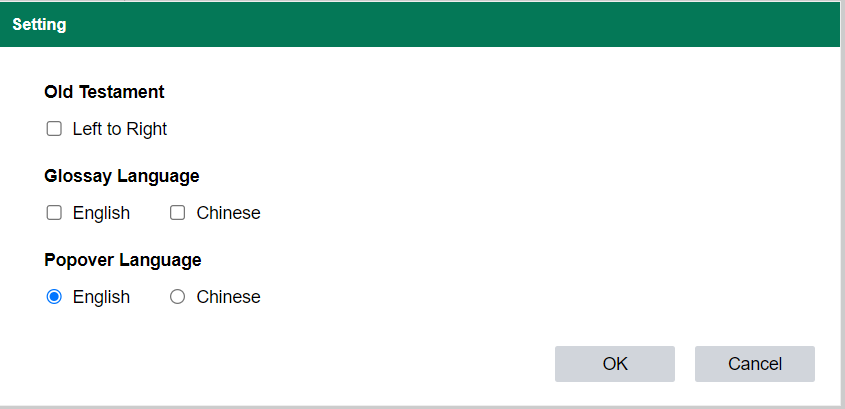 Setting
Old Testament
Left to Right
Glossay Language
English Chinese
Popover Language
English Chinese
OK Cancel